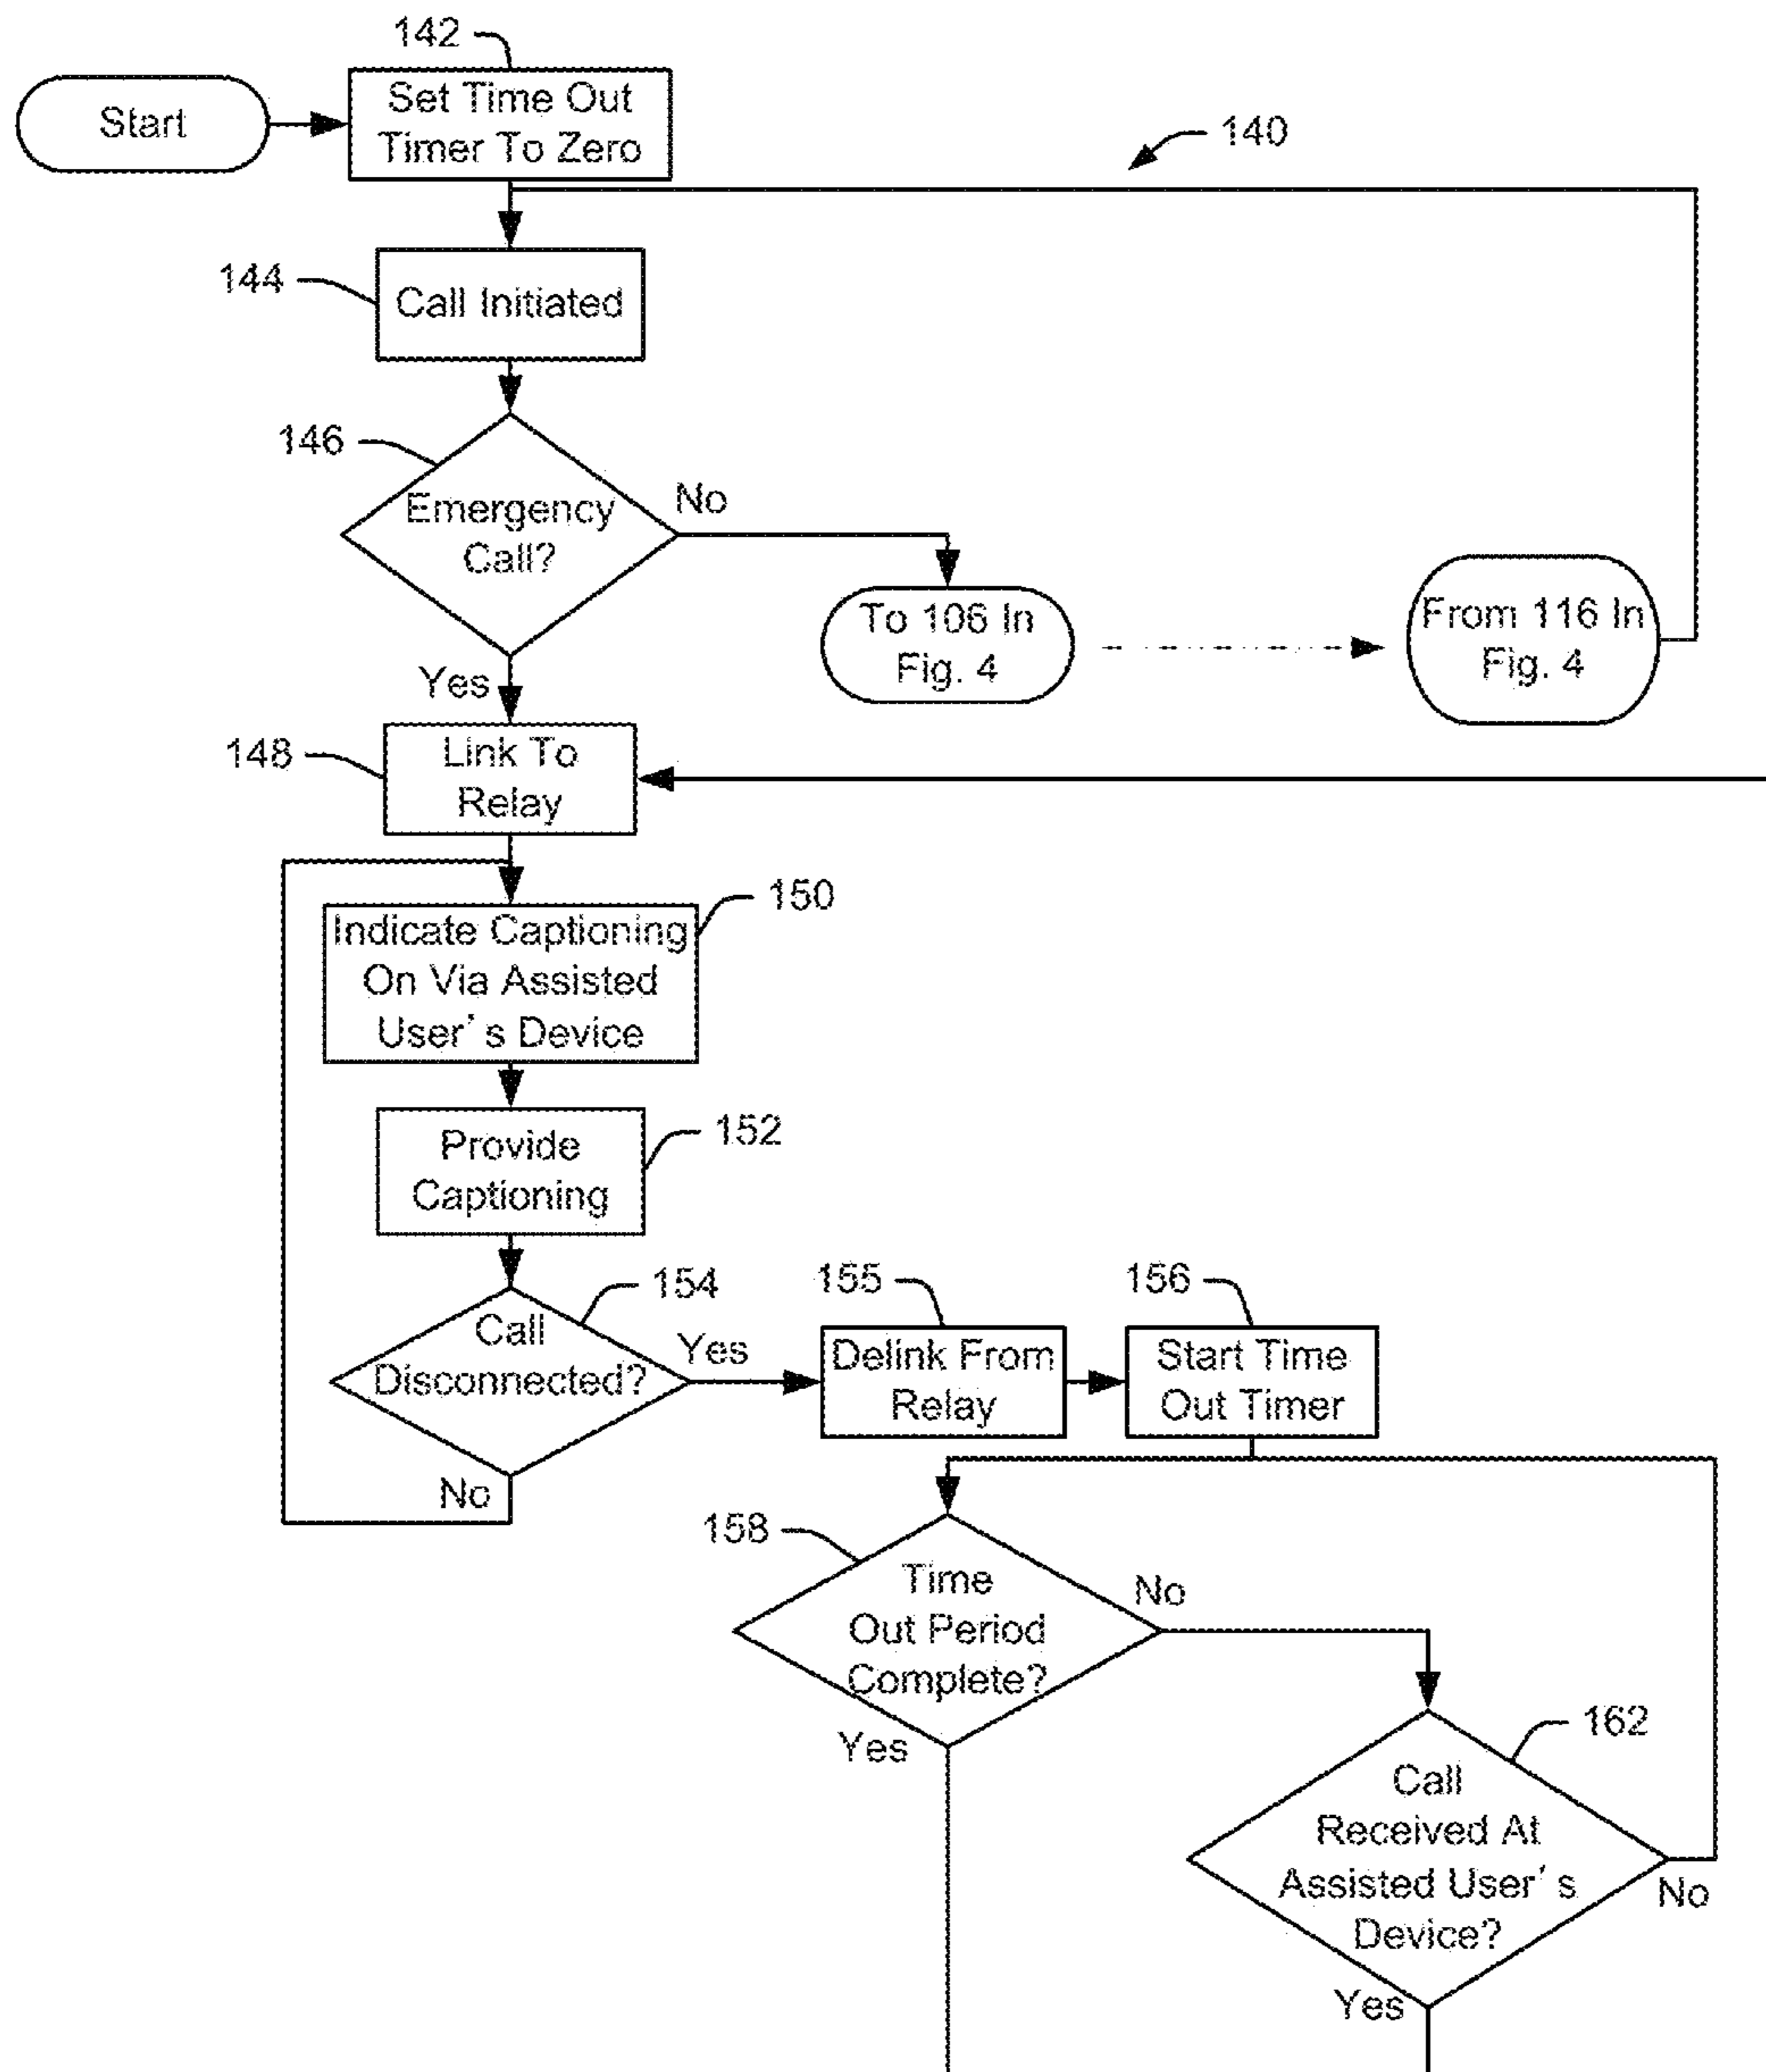 142
Start
Set Time Out
Timer To Zero
140
144
Call Initiated
146
Emergency
Call?
No
To 106 In
Fig. 4
From 116 In
Fig. 4
Yes
148
Link To
Relay
150
Indicate Captioning
On Via Assisted
User's Device
152
Provide
Captioning
154
Call
Disconnected?
Yes
No
155
Delink From
Relay
156
Start Time
Out Timer
158
Time
Out Period
Complete?
No
Yes
162
Call
Received At
Assisted User's
Device?
No
Yes